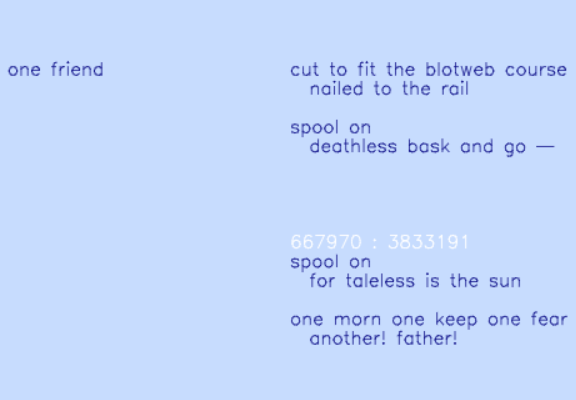 one friend
cut to fit the blotweb course
nailed to the rail
spool on
deathless bask and go —
667970 : 3833191
spool on
for taleless is the sun
one morn one keep one fear
another! father!